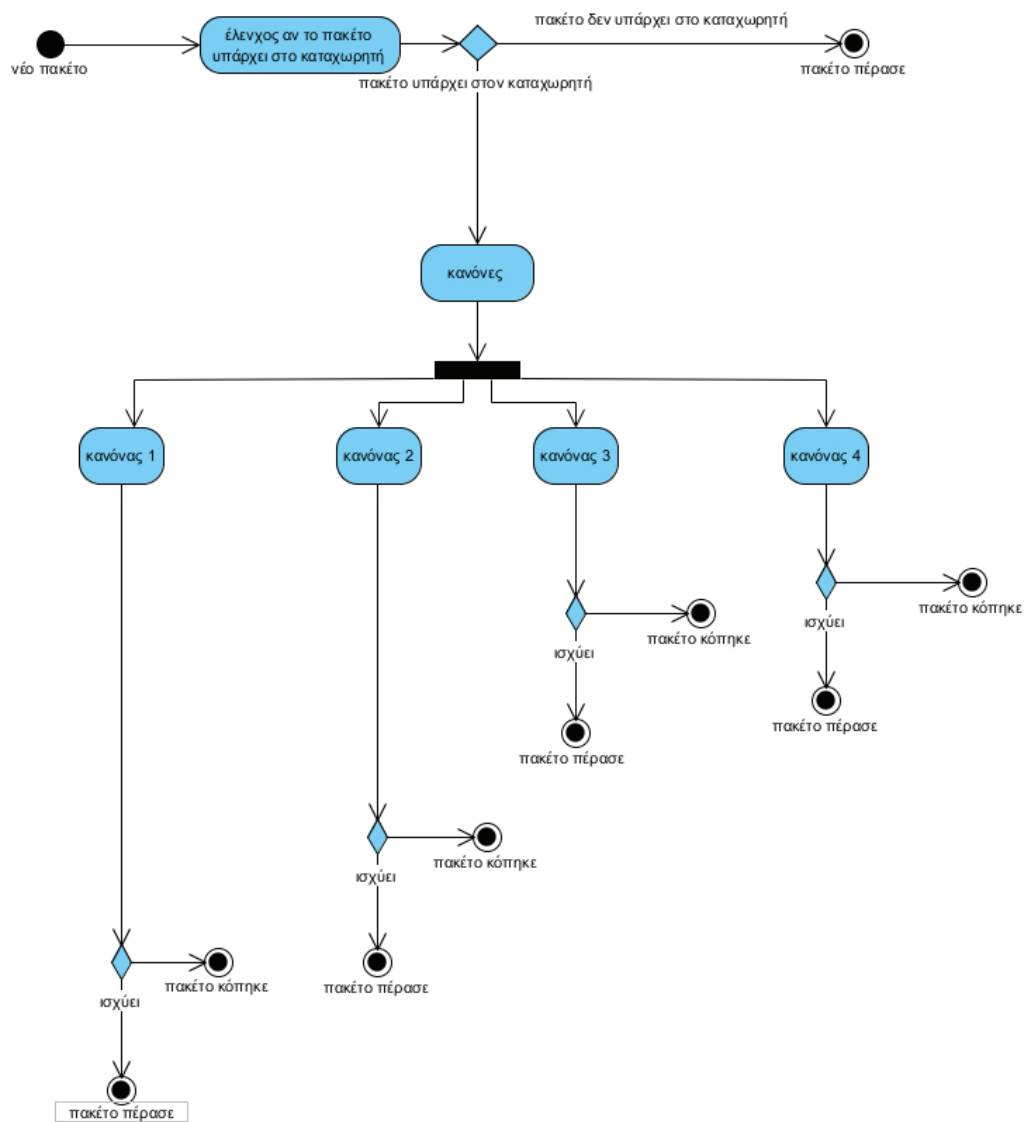 πακέτο δεν υπάρχει στο καταχωρητή
έλενχος αν το πακέτο
υπάρχει στο καταχωρητή
νέο πακέτο
πακέτο πέρασε
πακέτο υπάρχει στον καταχωρητή
κανόνες
κανόνας 1
κανόνας 2
κανόνας 3
κανόνας 4
πακέτο κόπηκε
ισχύει
πακέτο κόπηκε
ισχύει
πακέτο πέρασε
πακέτο πέρασε
πακέτο κόπηκε
ισχύει
πακέτο πέρασε
πακέτο κόπηκε
ισχύει
πακέτο πέρασε